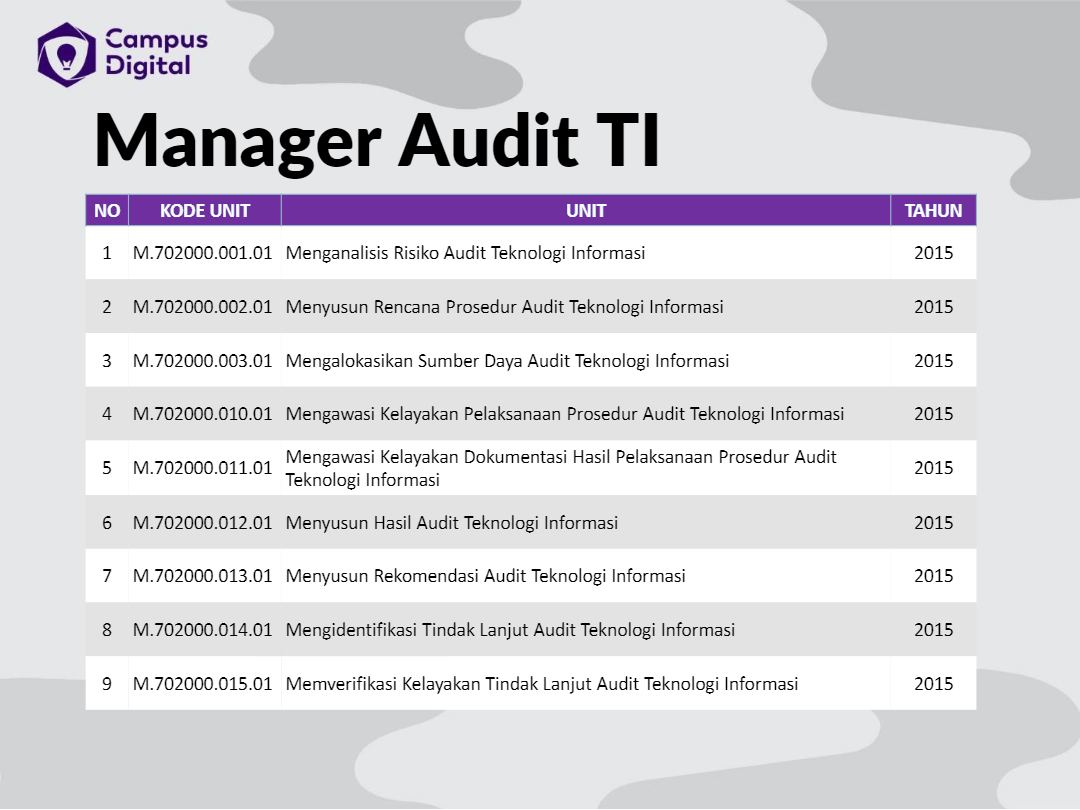 Campus
Digital
Manager Audit TI
NO KODE UNIT UNIT TAHUN
1 M.702000.001.01 Menganalisis Risiko Audit Teknologi Informasi 2015
2 M.702000.002.01 Menyusun Rencana Prosedur Audit Teknologi Informasi 2015
3 M.702000.003.01 Mengalokasikan Sumber Daya Audit Teknologi Informasi 2015
4 M.702000.010.01 Mengawasi Kelayakan Pelaksanaan Prosedur Audit Teknologi Informasi 2015
5 M.702000.011.01 Mengawasi Kelayakan Dokumentasi Hasil Pelaksanaan Prosedur Audit
Teknologi Informasi 2015
6 M.702000.012.01 Menyusun Hasil Audit Teknologi Informasi 2015
7 M.702000.013.01 Menyusun Rekomendasi Audit Teknologi Informasi 2015
8 M.702000.014.01 Mengidentifikasi Tindak Lanjut Audit Teknologi Informasi 2015
9 M.702000.015.01 Memverifikasi Kelayakan Tindak Lanjut Audit Teknologi Informasi 2015